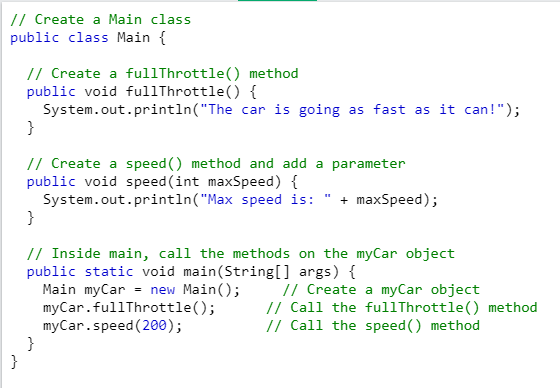 // Create a Main class
public class Main {
  // Create a fullThrottle() method
  public void fullThrottle() {
    System.out.println("The car is going as fast as it can!");
  }
  // Create a speed() method and add a parameter
  public void speed(int maxSpeed) {
    System.out.println("Max speed is: " + maxSpeed);
  }
  // Inside main, call the methods on the myCar object
  public static void main(String[] args) {
    Main myCar = new Main();     // Create a myCar object
    myCar.fullThrottle();      // Call the fullThrottle() method
    myCar.speed(200);          // Call the speed() method
  }
}